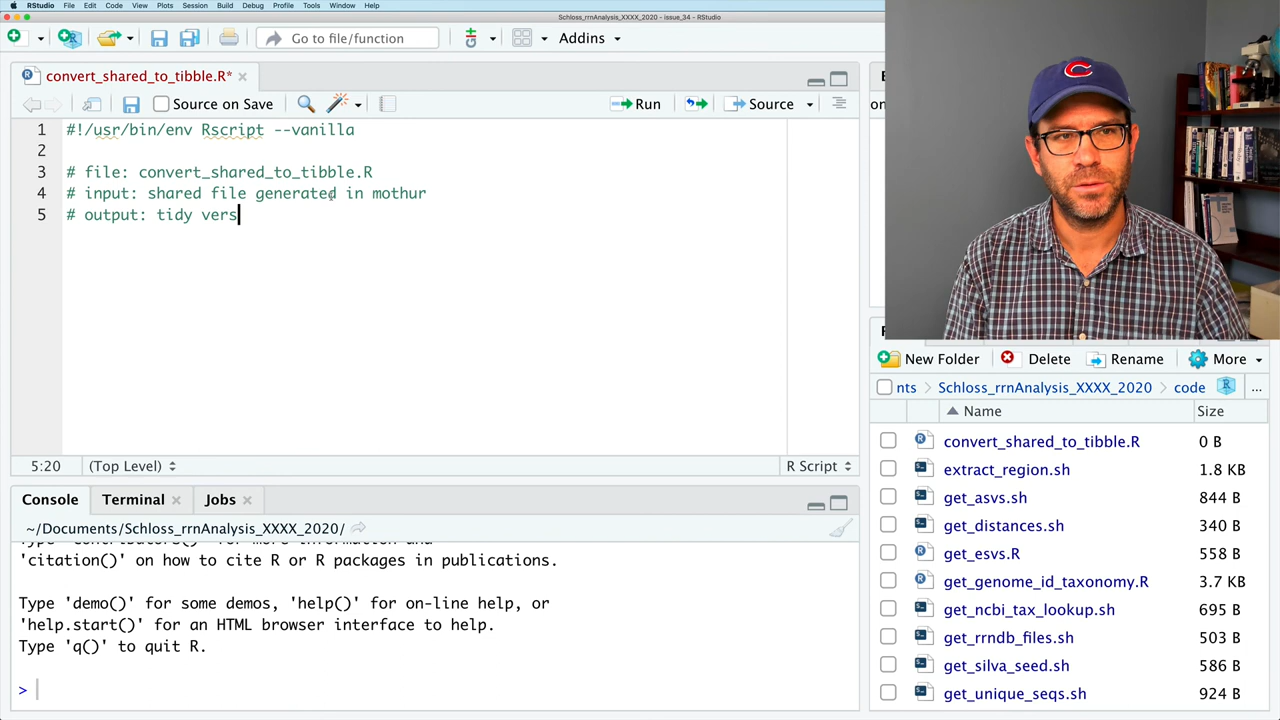 RStudio File Edit Code View Plots Session Build Debug Profile Tools Window Help
Schloss_rrnAnalysis_XXXX_2020 - issue_34 - RStudio
Go to file/function Addins
convert_shared_to_tibble.R*
Source on Save Run Source
1 #!/usr/bin/env Rscript --vanilla
2
3 # file: convert_shared_to_tibble.R
4 # input: shared file generated in mothur
5 # output: tidy vers
5:20 (Top Level) R Script
Console Terminal Jobs
~/Documents/Schloss_rrnAnalysis_XXXX_2020/
'citation()' on how to cite R or R packages in publications.
Type 'demo()' for some demos, 'help()' for on-line help, or
'help.start()' for an HTML browser interface to help.
Type 'q()' to quit R.
>
New Folder Delete Rename More
nts > Schloss_rrnAnalysis_XXXX_2020 > code ...
Name Size
convert_shared_to_tibble.R 0 B
extract_region.sh 1.8 KB
get_asvs.sh 844 B
get_distances.sh 340 B
get_esvs.R 558 B
get_genome_id_taxonomy.R 3.7 KB
get_ncbi_tax_lookup.sh 695 B
get_rrndb_files.sh 503 B
get_silva_seed.sh 586 B
get_unique_seqs.sh 924 B